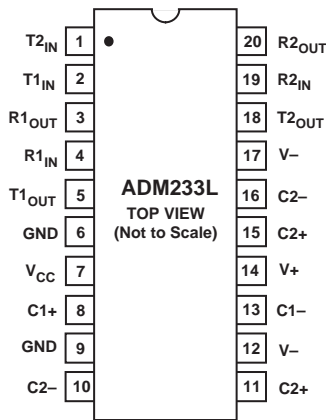 T2IN 1 20 R2OUT
T1IN 2 19 R2IN
R1OUT 3 18 T2OUT
R1IN 4 17 V–
T1OUT 5 ADM233L 16 C2–
TOP VIEW
GND 6 (Not to Scale) 15 C2+
VCC 7 14 V+
C1+ 8 13 C1–
GND 9 12 V–
C2– 10 11 C2+